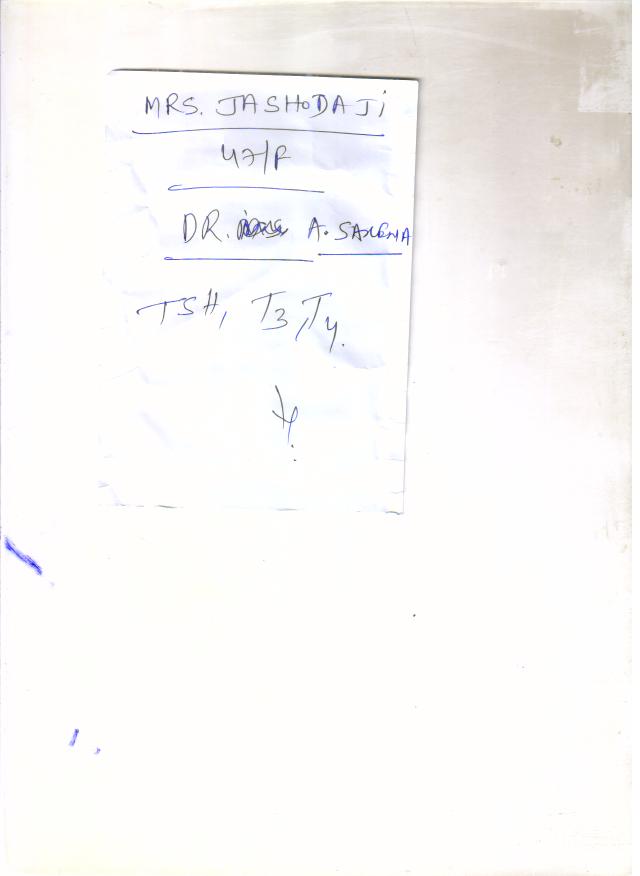 MRS. JASHODA Ji
47/F
DR. A. SAXENA
TSH, T3, T4.